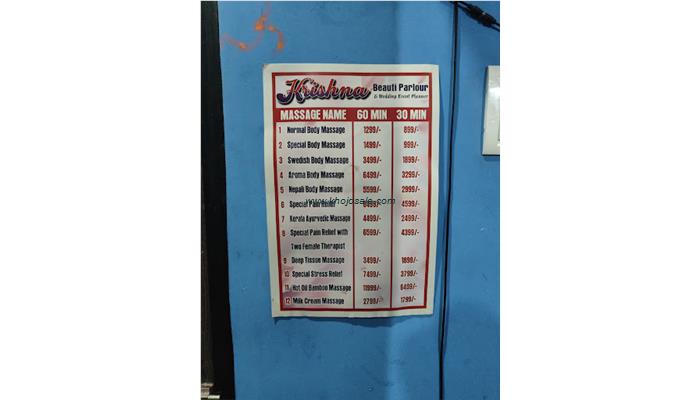 Krishna Beauti Parlour
& Wedding Event Planner
MASSAGE NAME 60 MIN 30 MIN
1 Normal Body Massage 1299/- 899/-
2 Special Body Massage 1499/- 999/-
3 Swedish Body Massage 3499/- 1899/-
4 Aroma Body Massage 6499/- 3299/-
5 Nepali Body Massage 5599/- 2999/-
6 Special Pain Relief 4599/-
www.khojosale.com
7 Kerala Ayurvedic Massage 4499/- 2499/-
8 Special Pain Relief with 6599/- 4399/-
Two Female Therapist
9 Deep Tissue Massage 3499/- 1899/-
10 Special Stress Relief 7499/- 3799/-
11 Hot Oil Bamboo Massage 11999/- 6499/-
12 Milk Cream Massage 2799/- 1799/-